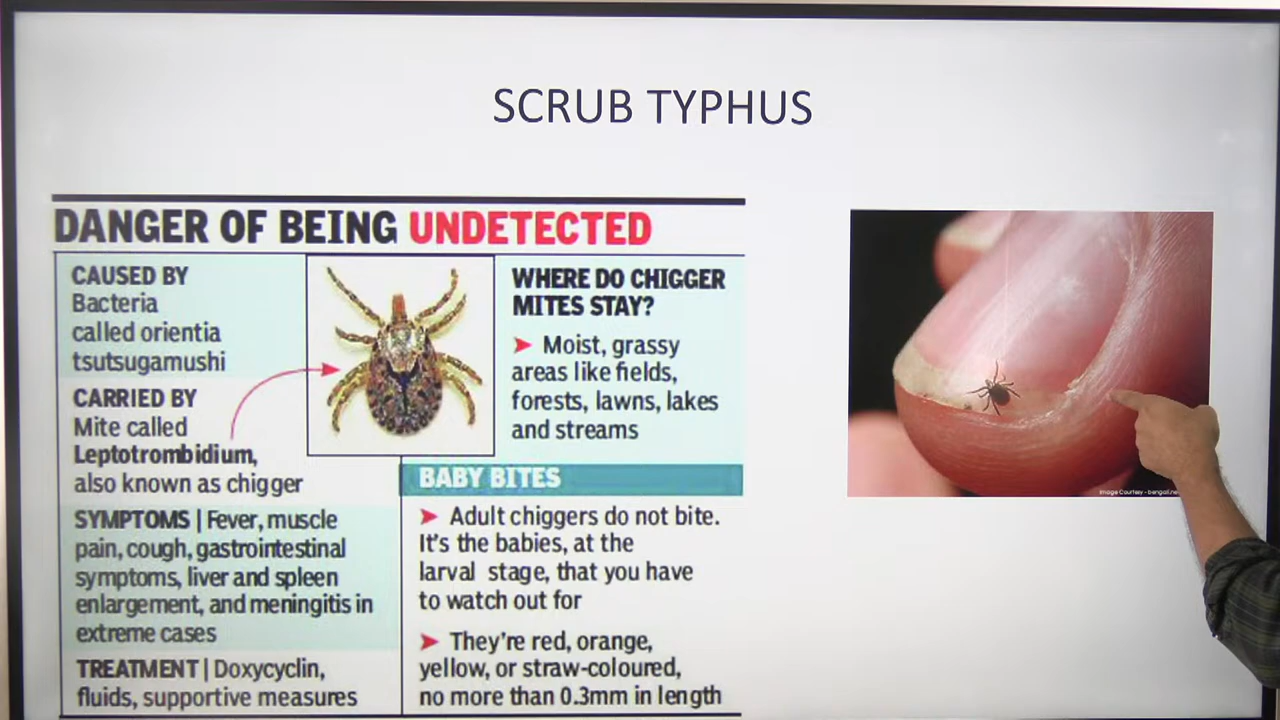 SCRUB TYPHUS
DANGER OF BEING UNDETECTED
CAUSED BY
Bacteria
called orientia
tsutsugamushi
CARRIED BY
Mite called
Leptotrombidium,
also known as chigger
SYMPTOMS | Fever, muscle
pain, cough, gastrointestinal
symptoms, liver and spleen
enlargement, and meningitis in
extreme cases
TREATMENT | Doxycyclin,
fluids, supportive measures
WHERE DO CHIGGER
MITES STAY?
➤ Moist, grassy
areas like fields,
forests, lawns, lakes
and streams
BABY BITES
➤ Adult chiggers do not bite.
It's the babies, at the
larval stage, that you have
to watch out for
➤ They're red, orange,
yellow, or straw-coloured,
no more than 0.3mm in length
Image Courtesy -